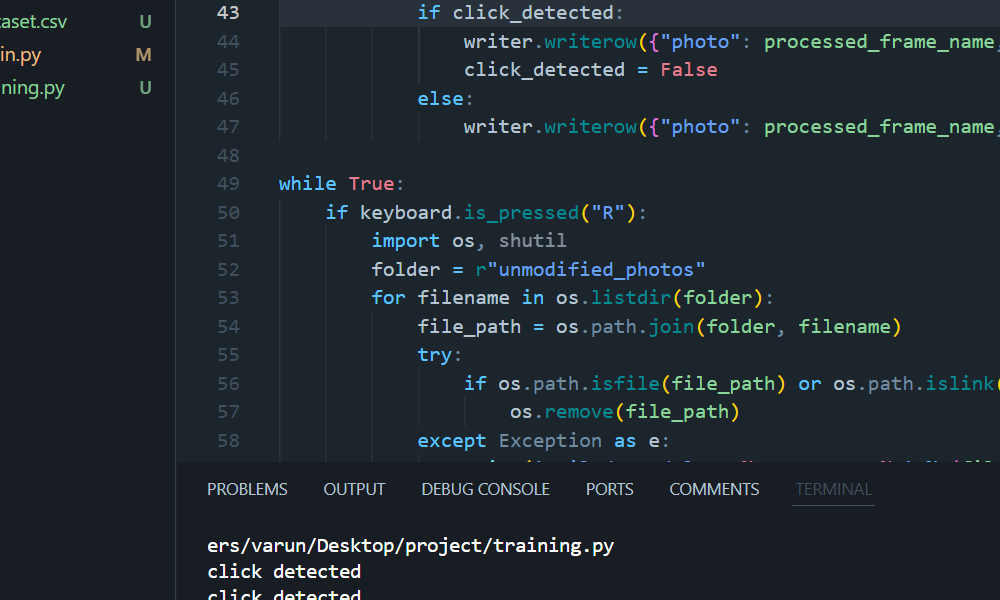 taset.csv U
in.py M
ning.py U
43 if click_detected:
44 writer.writerow({"photo": processed_frame_name,
45 click_detected = False
46 else:
47 writer.writerow({"photo": processed_frame_name,
48
49 while True:
50 if keyboard.is_pressed("R"):
51 import os, shutil
52 folder = r"unmodified_photos"
53 for filename in os.listdir(folder):
54 file_path = os.path.join(folder, filename)
55 try:
56 if os.path.isfile(file_path) or os.path.islink(
57 os.remove(file_path)
58 except Exception as e:
PROBLEMS OUTPUT DEBUG CONSOLE PORTS COMMENTS TERMINAL
ers/varun/Desktop/project/training.py
click detected
click detected